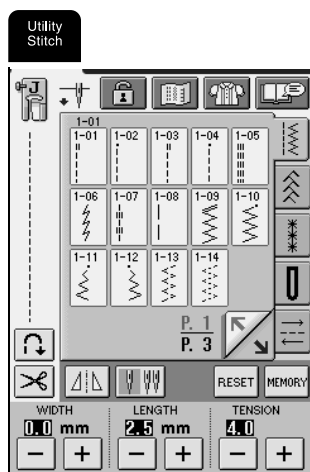 Utility
Stitch
J
1-01
1-01 1-02 1-03 1-04 1-05
1-06 1-07 1-08 1-09 1-10
1-11 1-12 1-13 1-14
P. 1
P. 3
RESET MEMORY
WIDTH LENGTH TENSION
0.0 mm 2.5 mm 4.0
− + − + − +